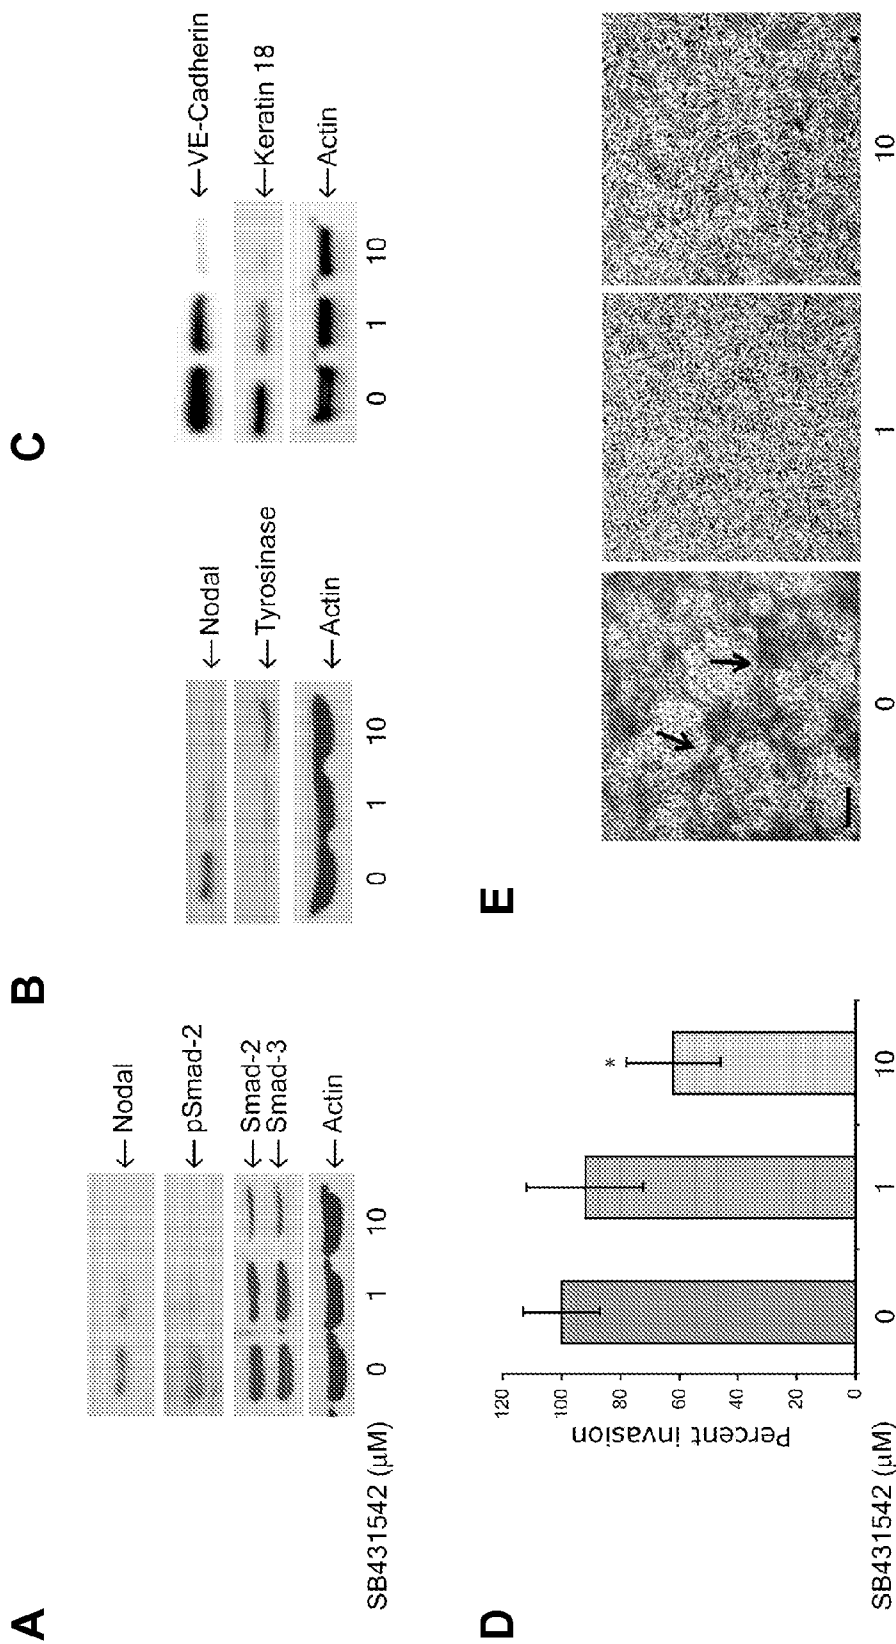 A
Nodal
pSmad-2
Smad-2
Smad-3
Actin
0 1 10
SB431542 (µM)
B
Nodal
Tyrosinase
Actin
0 1 10
C
VE-Cadherin
Keratin 18
Actin
0 1 10
D
Percent invasion
120
100
80
60
40
20
0
*
0 1 10
SB431542 (µM)
E
0 1 10